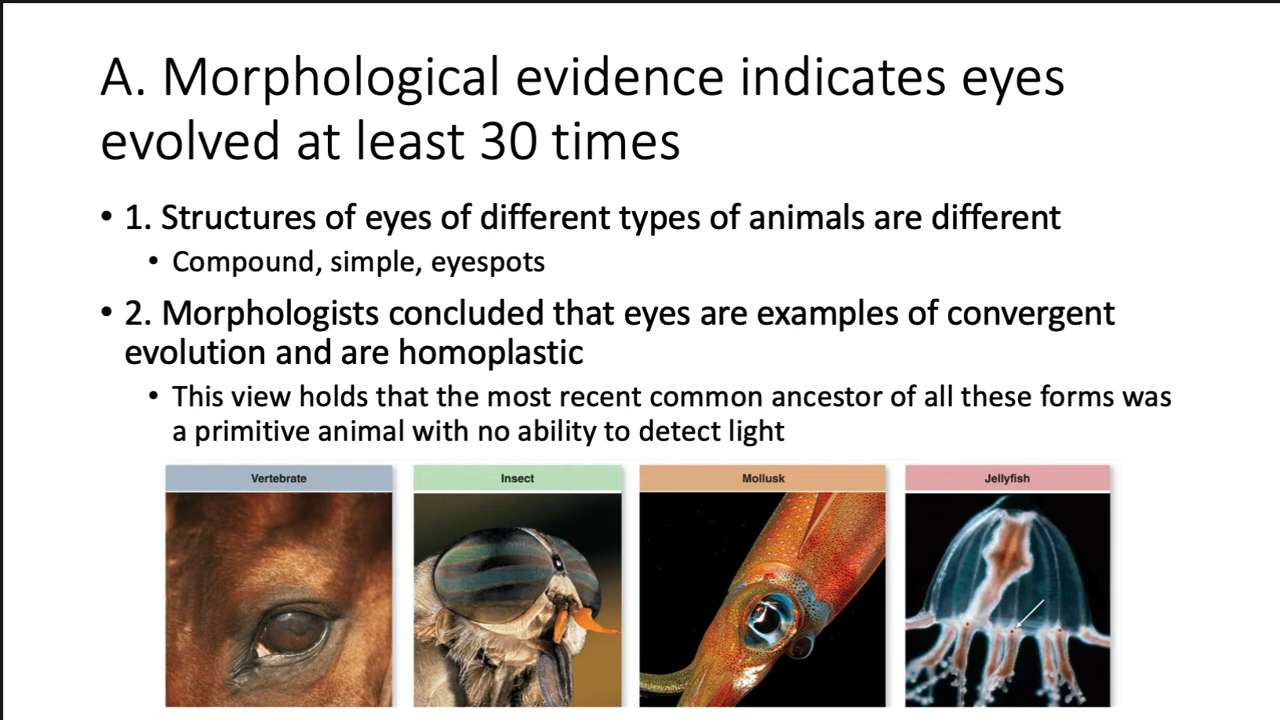 A. Morphological evidence indicates eyes
evolved at least 30 times
• 1. Structures of eyes of different types of animals are different
• Compound, simple, eyespots
• 2. Morphologists concluded that eyes are examples of convergent
evolution and are homoplastic
• This view holds that the most recent common ancestor of all these forms was
a primitive animal with no ability to detect light
Vertebrate
Insect
Mollusk
Jellyfish